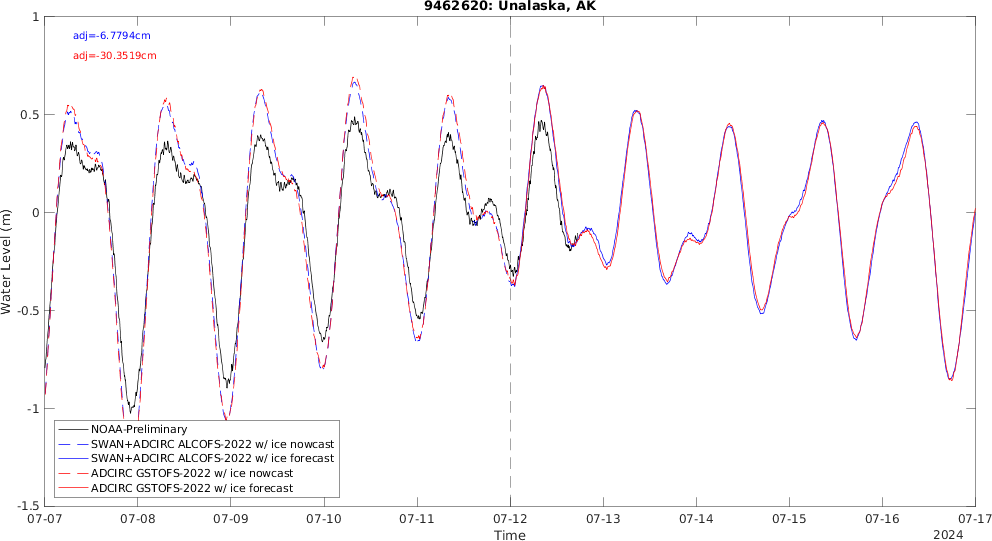 9462620: Unalaska, AK
adj=-6.7794cm
adj=-30.3519cm
1
0.5
0
-0.5
-1
-1.5
Water Level (m)
NOAA-Preliminary
SWAN+ADCIRC ALCOFS-2022 w/ ice nowcast
SWAN+ADCIRC ALCOFS-2022 w/ ice forecast
ADCIRC GSTOFS-2022 w/ ice nowcast
ADCIRC GSTOFS-2022 w/ ice forecast
07-07 07-08 07-09 07-10 07-11 07-12 07-13 07-14 07-15 07-16 07-17
Time
2024